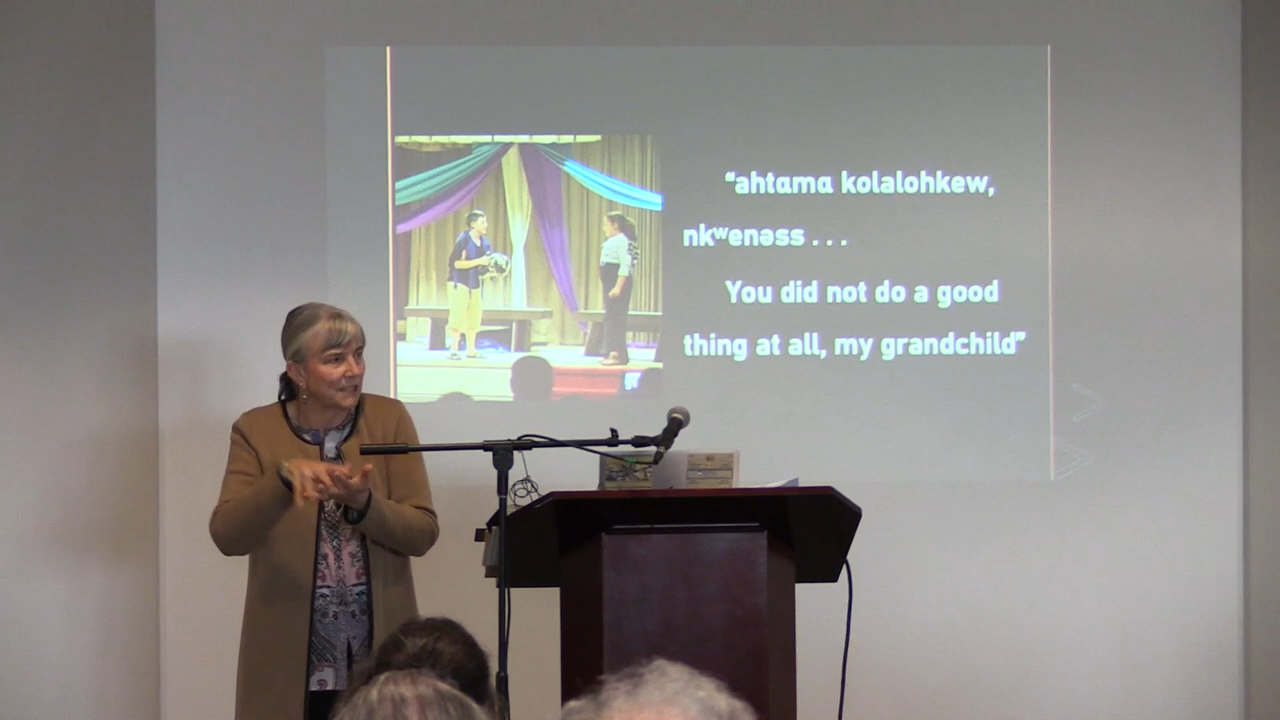 “ahtαmα kolalohkew,
nkʷenəss . . .
You did not do a good
thing at all, my grandchild”